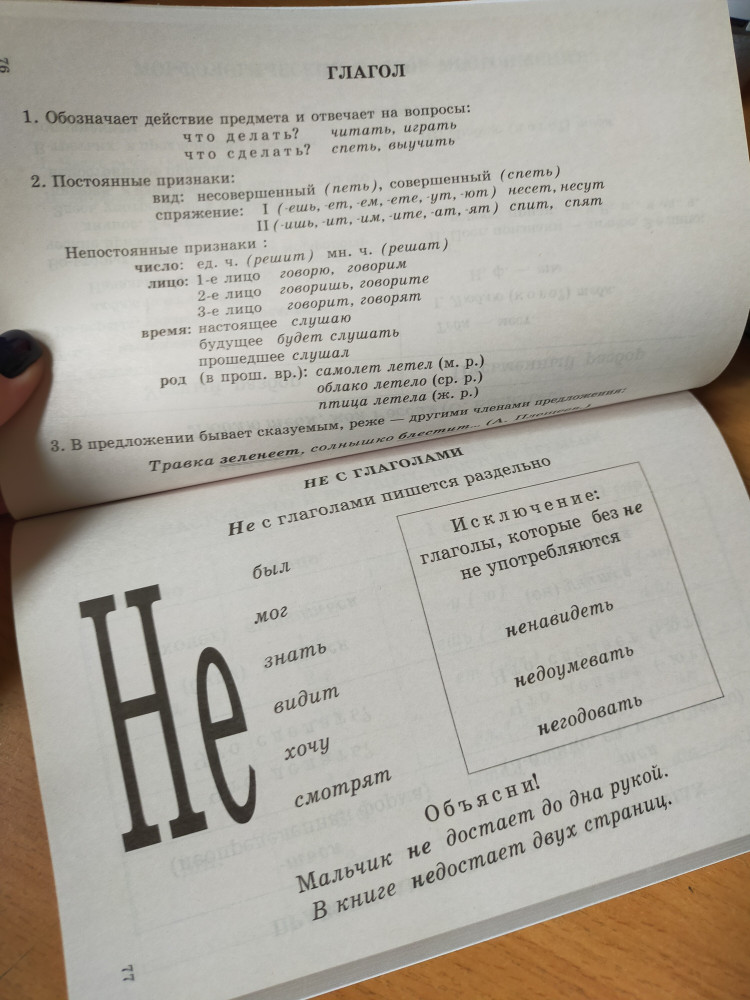 76
ГЛАГОЛ
1. Обозначает действие предмета и отвечает на вопросы:
что делать? читать, играть
что сделать? спеть, выучить
2. Постоянные признаки:
вид: несовершенный (петь), совершенный (спеть)
спряжение: I (-ешь, -ет, -ем, -ете, -ут, -ют) несет, несут
II (-ишь, -ит, -им, -ите, -ат, -ят) спит, спят
Непостоянные признаки :
число: ед. ч. (решит) мн. ч. (решат)
лицо: 1-е лицо говорю, говорим
2-е лицо говоришь, говорите
3-е лицо говорит, говорят
время: настоящее слушаю
будущее будет слушать
прошедшее слушал
род (в прош. вр.): самолет летел (м. р.)
облако летело (ср. р.)
птица летела (ж. р.)
3. В предложении бывает сказуемым, реже — другими членами предложения:
Травка зеленеет, солнышко блестит... (А. Плещеев.)
НЕ С ГЛАГОЛАМИ
Не с глаголами пишется раздельно
Не
был
мог
знать
видит
хочу
смотрят
Исключение:
глаголы, которые без не
не употребляются
ненавидеть
недоумевать
негодовать
Объясни!
Мальчик не достает до дна рукой.
В книге недостает двух страниц.
77